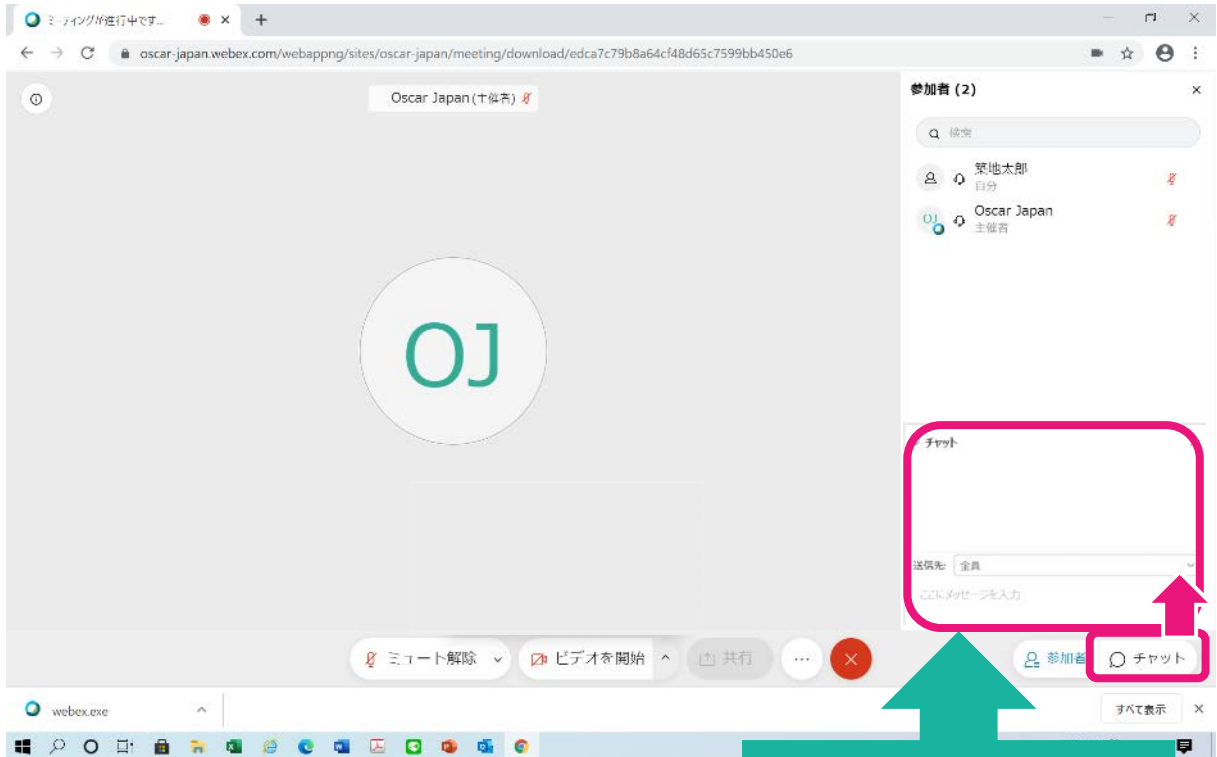 ミーティングが進行中です...
oscar-japan.webex.com/webappng/sites/oscar-japan/meeting/download/edca7c79b8a64cf48d65c7599bb450e6
Oscar Japan (主催者)
参加者 (2)
検索
築地太郎
自分
OJ
Oscar Japan
主催者
OJ
チャット
送信先:
全員
ここにメッセージを入力
ミュート解除
ビデオを開始
共有
参加者
チャット
webex.exe
すべて表示